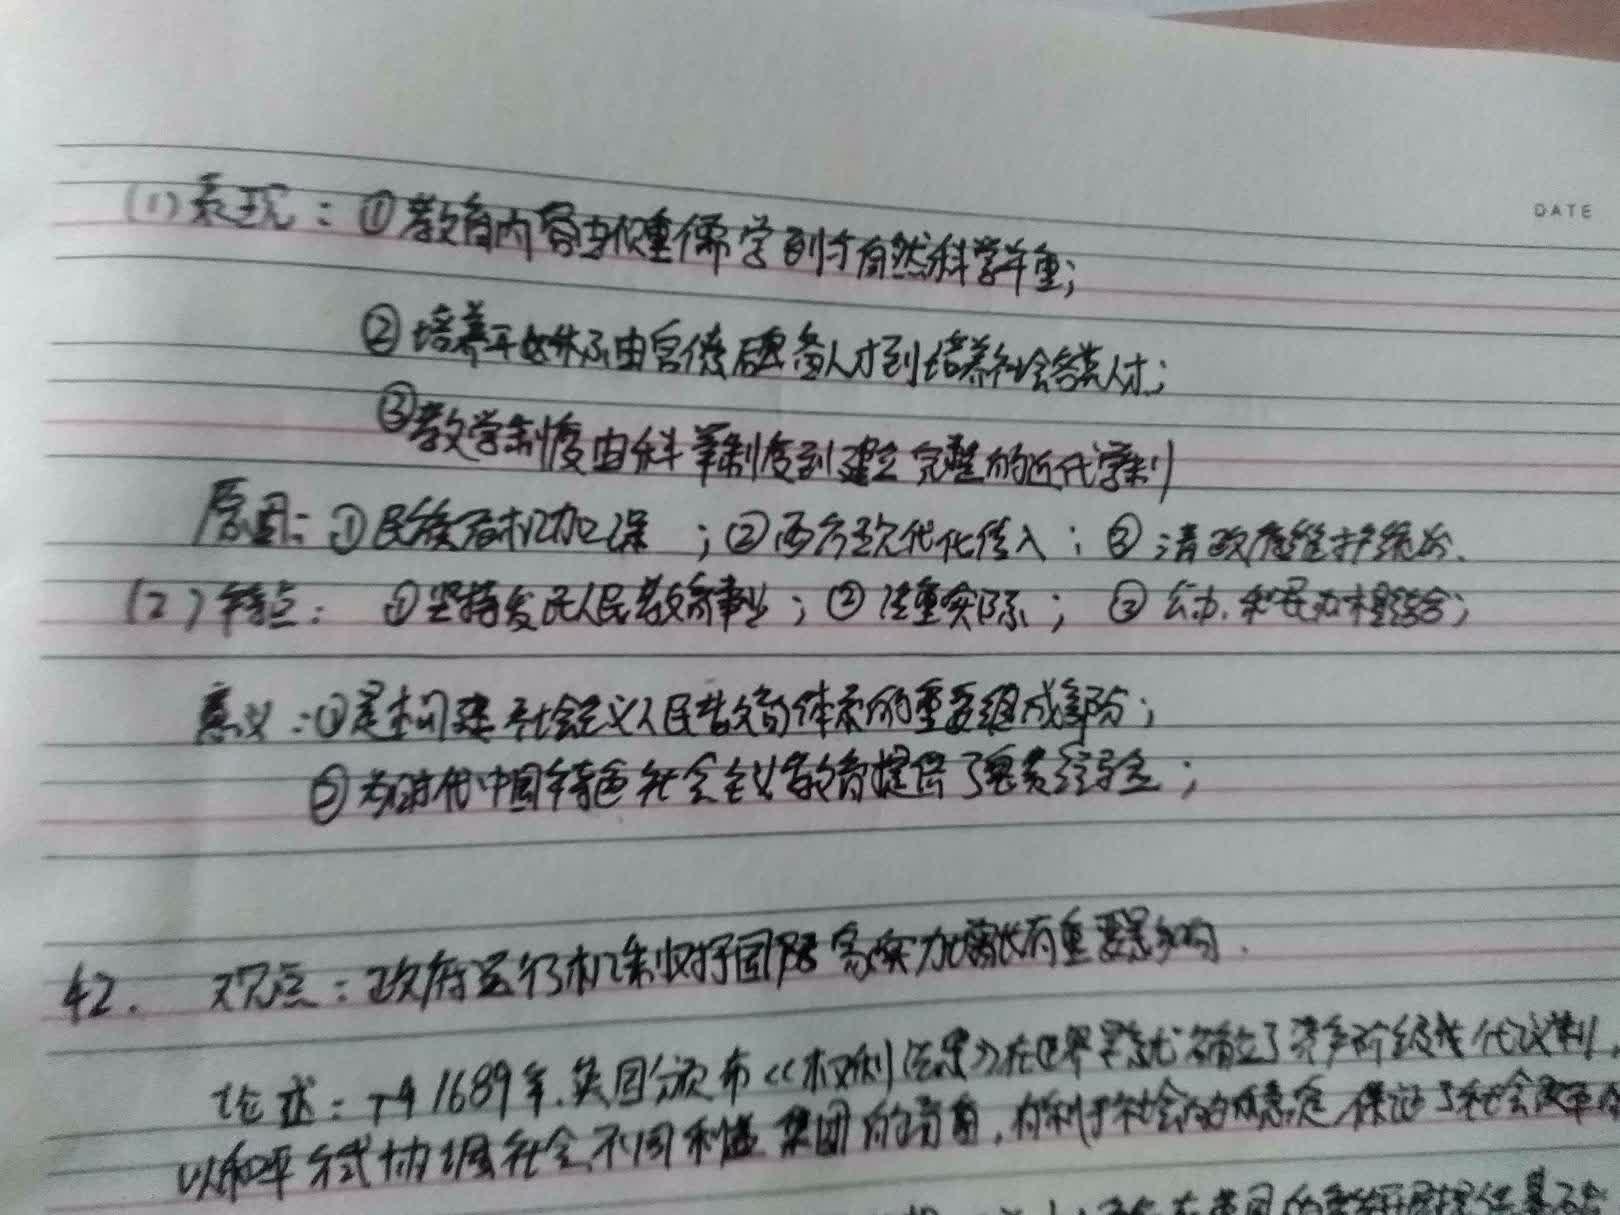 DATE
(1)表现：①教育内容由仅重儒学到与自然科学并重；
②培养由官僚后备人才到培养社会各类人才；
③教学制度由科举制度到建立完整的近代学制
原因：①民族危机加深；②西方现代化传入；③清政府维护统治.
(2)特点：①坚持发展人民教育事业；②注重实际；③公办、和民办相结合；
意义：①是构建社会主义人民教育体系的重要组成部分；
②为新时代中国特色社会主义教育提供了宝贵经验；
42. 观点：政府运行机制对于国家实力增长有重要影响.
论述：1689年.英国颁布《权利法案》在世界率先确立了资产阶级代议制,
以和平方式协调社会不同利益集团的矛盾,有利于社会的稳定,保证了社会改革